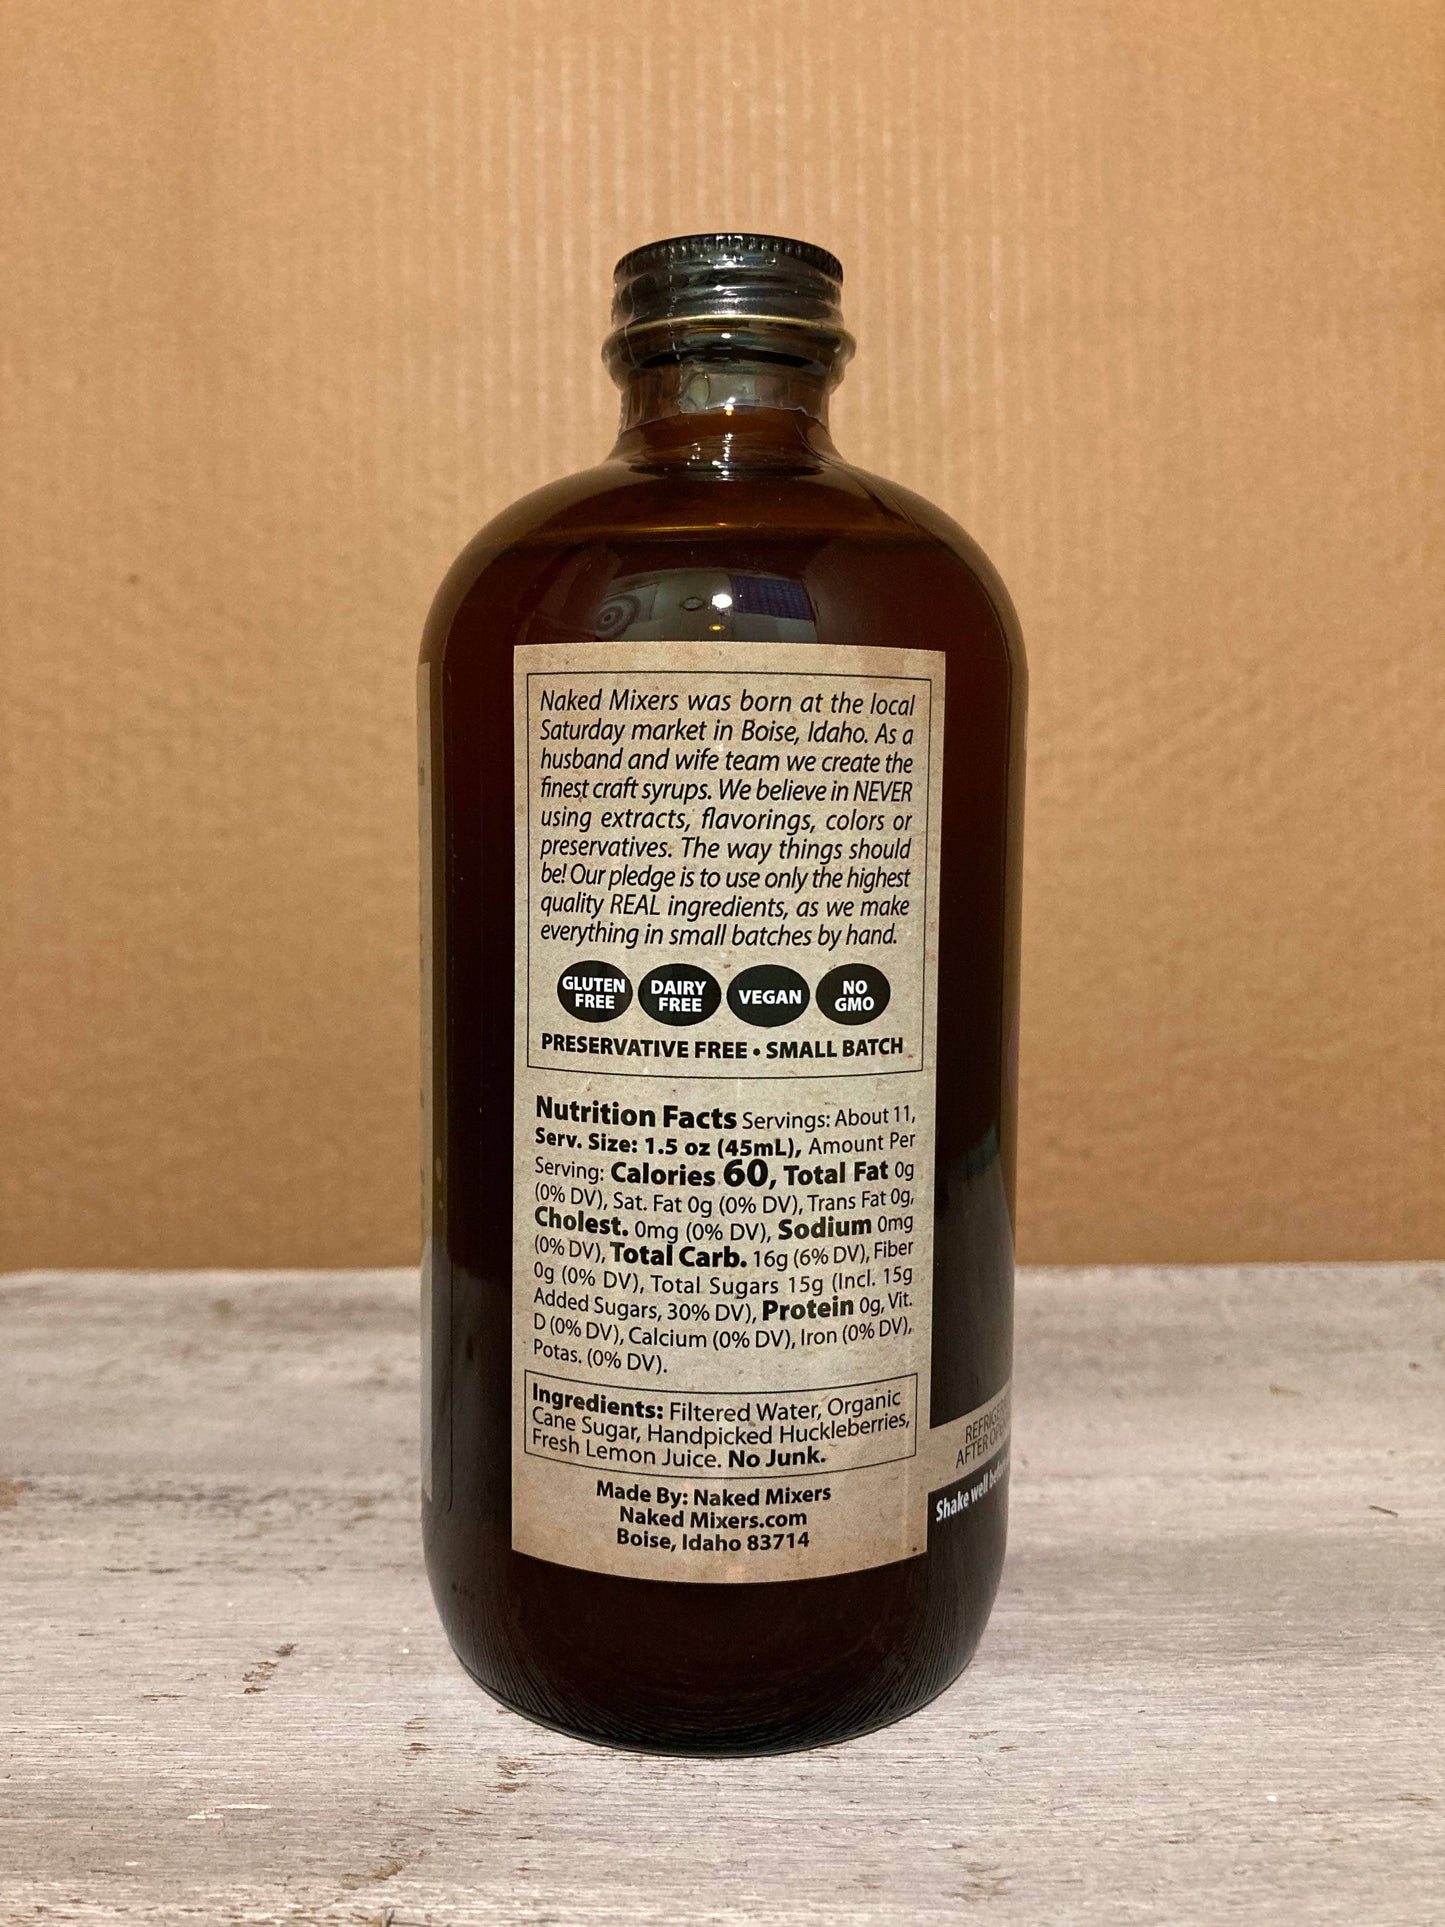 Naked Mixers was born at the local
Saturday market in Boise, Idaho. As a
husband and wife team we create the
finest craft syrups. We believe in NEVER
using extracts, flavorings, colors or
preservatives. The way things should
be! Our pledge is to use only the highest
quality REAL ingredients, as we make
everything in small batches by hand.
GLUTEN FREE
DAIRY FREE
VEGAN
NO GMO
PRESERVATIVE FREE • SMALL BATCH
Nutrition Facts Servings: About 11,
Serv. Size: 1.5 oz (45mL), Amount Per
Serving: Calories 60, Total Fat 0g
(0% DV), Sat. Fat 0g (0% DV), Trans Fat 0g,
Cholest. 0mg (0% DV), Sodium 0mg
(0% DV), Total Carb. 16g (6% DV), Fiber
0g (0% DV), Total Sugars 15g (Incl. 15g
Added Sugars, 30% DV), Protein 0g, Vit.
D (0% DV), Calcium (0% DV), Iron (0% DV),
Potas. (0% DV).
Ingredients: Filtered Water, Organic
Cane Sugar, Handpicked Huckleberries,
Fresh Lemon Juice. No Junk.
Made By: Naked Mixers
Naked Mixers.com
Boise, Idaho 83714
AFTER
Shake well